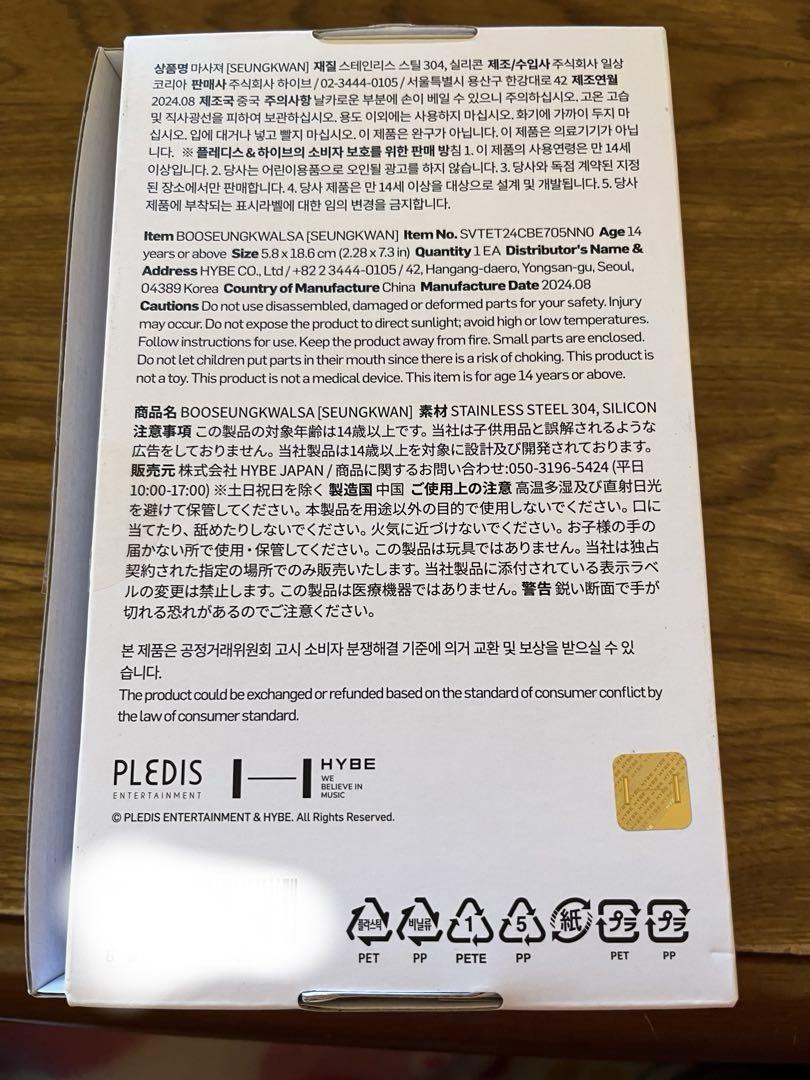 상품명 마사져 [SEUNGKWAN] 재질 스테인리스 스틸 304, 실리콘 제조/수입사 주식회사 일상
코리아 판매사 주식회사 하이브 / 02-3444-0105 / 서울특별시 용산구 한강대로 42 제조연월
2024.08 제조국 중국 주의사항 날카로운 부분에 손이 베일 수 있으니 주의하십시오. 고온 고습
및 직사광선을 피하여 보관하십시오. 용도 이외에는 사용하지 마십시오. 화기에 가까이 두지 마
십시오. 입에 대거나 넣고 빨지 마십시오. 이 제품은 완구가 아닙니다. 이 제품은 의료기기가 아닙
니다. ※ 플레디스 & 하이브의 소비자 보호를 위한 판매 방침 1. 이 제품의 사용연령은 만 14세
이상입니다. 2. 당사는 어린이용품으로 오인될 광고를 하지 않습니다. 3. 당사와 독점 계약된 지정
된 장소에서만 판매합니다. 4. 당사 제품은 만 14세 이상을 대상으로 설계 및 개발됩니다. 5. 당사
제품에 부착되는 표시라벨에 대한 임의 변경을 금지합니다.
Item BOOSEUNGKWALSA [SEUNGKWAN] Item No. SVTET24CBE705NN0 Age 14
years or above Size 5.8 x 18.6 cm (2.28 x 7.3 in) Quantity 1 EA Distributor's Name &
Address HYBE CO., Ltd / +82 2 3444-0105 / 42, Hangang-daero, Yongsan-gu, Seoul,
04389 Korea Country of Manufacture China Manufacture Date 2024.08
Cautions Do not use disassembled, damaged or deformed parts for your safety. Injury
may occur. Do not expose the product to direct sunlight; avoid high or low temperatures.
Follow instructions for use. Keep the product away from fire. Small parts are enclosed.
Do not let children put parts in their mouth since there is a risk of choking. This product is
not a toy. This product is not a medical device. This item is for age 14 years or above.
商品名 BOOSEUNGKWALSA [SEUNGKWAN] 素材 STAINLESS STEEL 304, SILICON
注意事項 この製品の対象年齢は14歳以上です。当社は子供用品と誤解されるような
広告をしておりません。当社製品は14歳以上を対象に設計及び開発されております。
販売元 株式会社 HYBE JAPAN / 商品に関するお問い合わせ:050-3196-5424 (平日
10:00-17:00) ※土日祝日を除く 製造国 中国 ご使用上の注意 高温多湿及び直射日光
を避けて保管してください。本製品を用途以外の目的で使用しないでください。口に
当てたり、舐めたりしないでください。火気に近づけないでください。お子様の手の
届かない所で使用・保管してください。この製品は玩具ではありません。当社は独占
契約された指定の場所でのみ販売いたします。当社製品に添付されている表示ラベ
ルの変更は禁止します。この製品は医療機器ではありません。警告 鋭い断面で手が
切れる恐れがあるのでご注意ください。
본 제품은 공정거래위원회 고시 소비자 분쟁해결 기준에 의거 교환 및 보상을 받으실 수 있
습니다.
The product could be exchanged or refunded based on the standard of consumer conflict by
the law of consumer standard.
PLEDIS
ENTERTAINMENT
HYBE
WE
BELIEVE IN
MUSIC
© PLEDIS ENTERTAINMENT & HYBE. All Rights Reserved.
플라스틱 비닐류 1 5 紙 プラ プラ
PET PP PETE PP PET PP